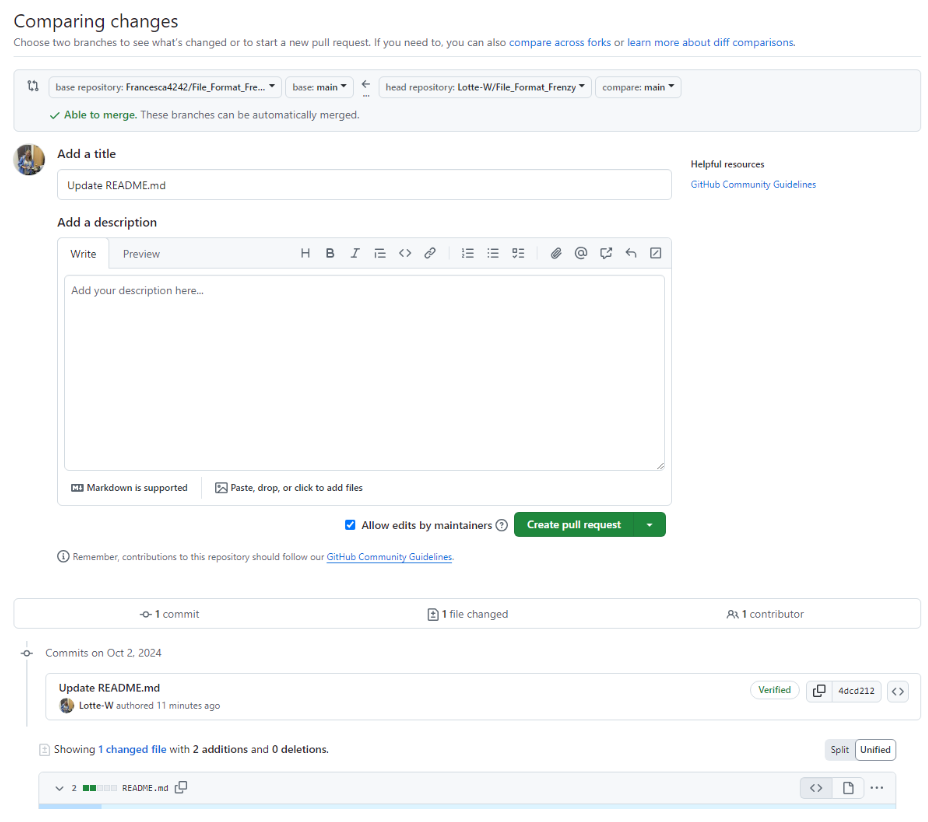 Comparing changes
Choose two branches to see what's changed or to start a new pull request. If you need to, you can also compare across forks or learn more about diff comparisons.
base repository: Francesca4242/File_Format_Fre... base: main head repository: Lotte-W/File_Format_Frenzy compare: main
Able to merge. These branches can be automatically merged.
Add a title
Helpful resources
Update README.md
GitHub Community Guidelines
Add a description
Write Preview
Add your description here...
Markdown is supported Paste, drop, or click to add files
Allow edits by maintainers Create pull request
Remember, contributions to this repository should follow our GitHub Community Guidelines.
1 commit 1 file changed 1 contributor
Commits on Oct 2, 2024
Update README.md
Verified 4dcd212
Lotte-W authored 11 minutes ago
Showing 1 changed file with 2 additions and 0 deletions.
Split Unified
2 README.md